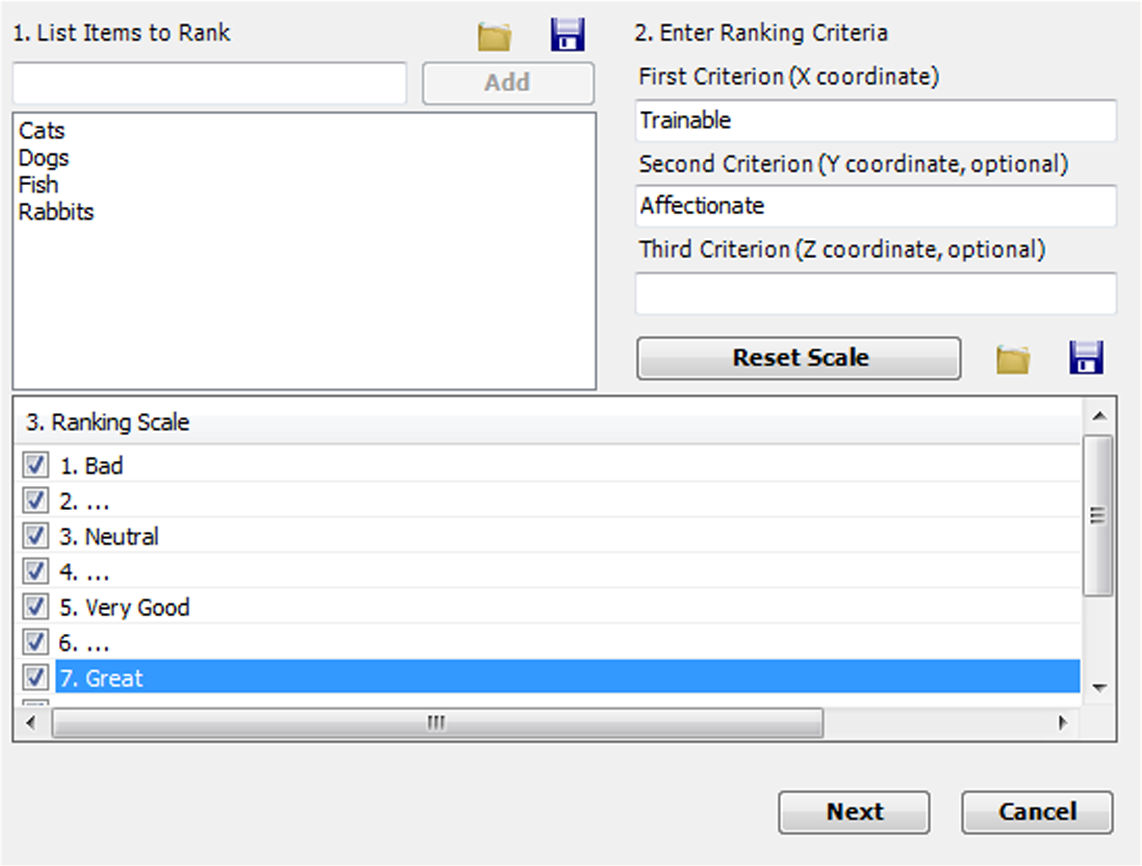 1. List Items to Rank
Add
Cats
Dogs
Fish
Rabbits
2. Enter Ranking Criteria
First Criterion (X coordinate)
Trainable
Second Criterion (Y coordinate, optional)
Affectionate
Third Criterion (Z coordinate, optional)
Reset Scale
3. Ranking Scale
1. Bad
2. ...
3. Neutral
4. ...
5. Very Good
6. ...
7. Great
Next
Cancel